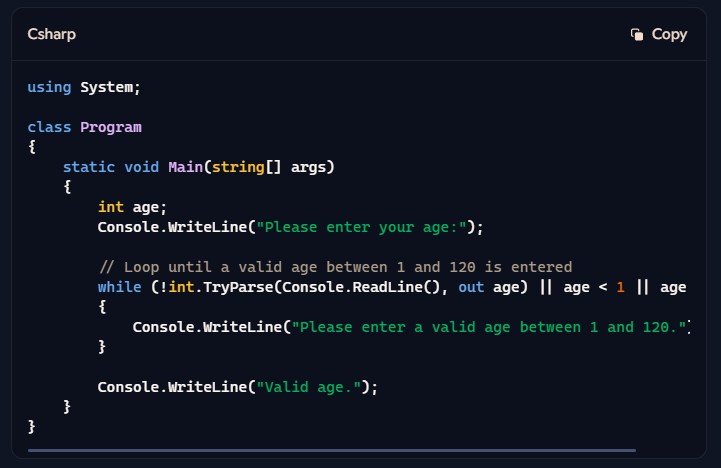 Csharp
Copy
using System;
class Program
{
static void Main(string[] args)
{
int age;
Console.WriteLine("Please enter your age:");
// Loop until a valid age between 1 and 120 is entered
while (!int.TryParse(Console.ReadLine(), out age) || age < 1 || age
{
Console.WriteLine("Please enter a valid age between 1 and 120."
}
Console.WriteLine("Valid age.");
}
}